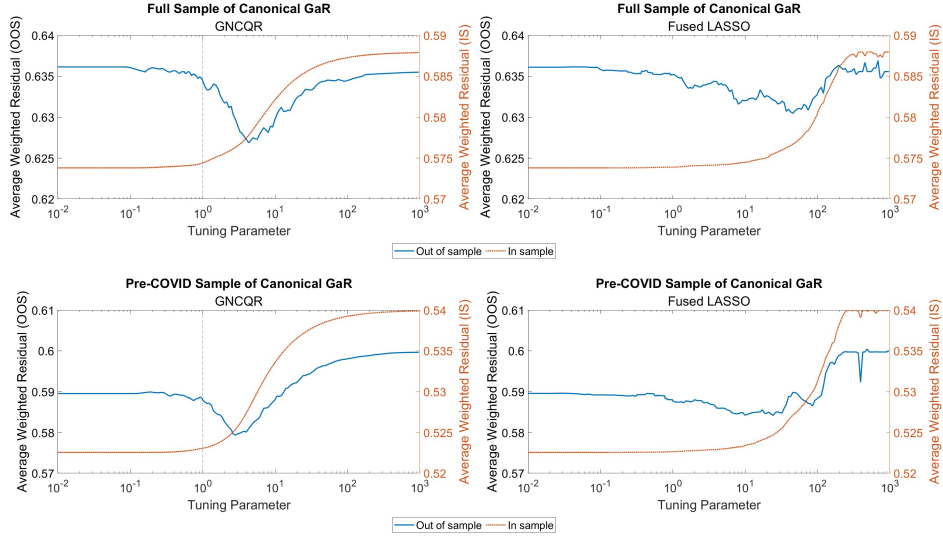 Full Sample of Canonical GaR
GNCQR
Average Weighted Residual (OOS)
0.64
0.635
0.63
0.625
0.62
Average Weighted Residual (IS)
0.59
0.585
0.58
0.575
0.57
10^-2 10^-1 10^0 10^1 10^2 10^3
Tuning Parameter
Full Sample of Canonical GaR
Fused LASSO
Average Weighted Residual (OOS)
0.64
0.635
0.63
0.625
0.62
Average Weighted Residual (IS)
0.59
0.585
0.58
0.575
0.57
10^-2 10^-1 10^0 10^1 10^2 10^3
Tuning Parameter
Out of sample In sample
Pre-COVID Sample of Canonical GaR
GNCQR
Average Weighted Residual (OOS)
0.61
0.6
0.59
0.58
0.57
Average Weighted Residual (IS)
0.54
0.535
0.53
0.525
0.52
10^-2 10^-1 10^0 10^1 10^2 10^3
Tuning Parameter
Pre-COVID Sample of Canonical GaR
Fused LASSO
Average Weighted Residual (OOS)
0.61
0.6
0.59
0.58
0.57
Average Weighted Residual (IS)
0.54
0.535
0.53
0.525
0.52
10^-2 10^-1 10^0 10^1 10^2 10^3
Tuning Parameter
Out of sample In sample